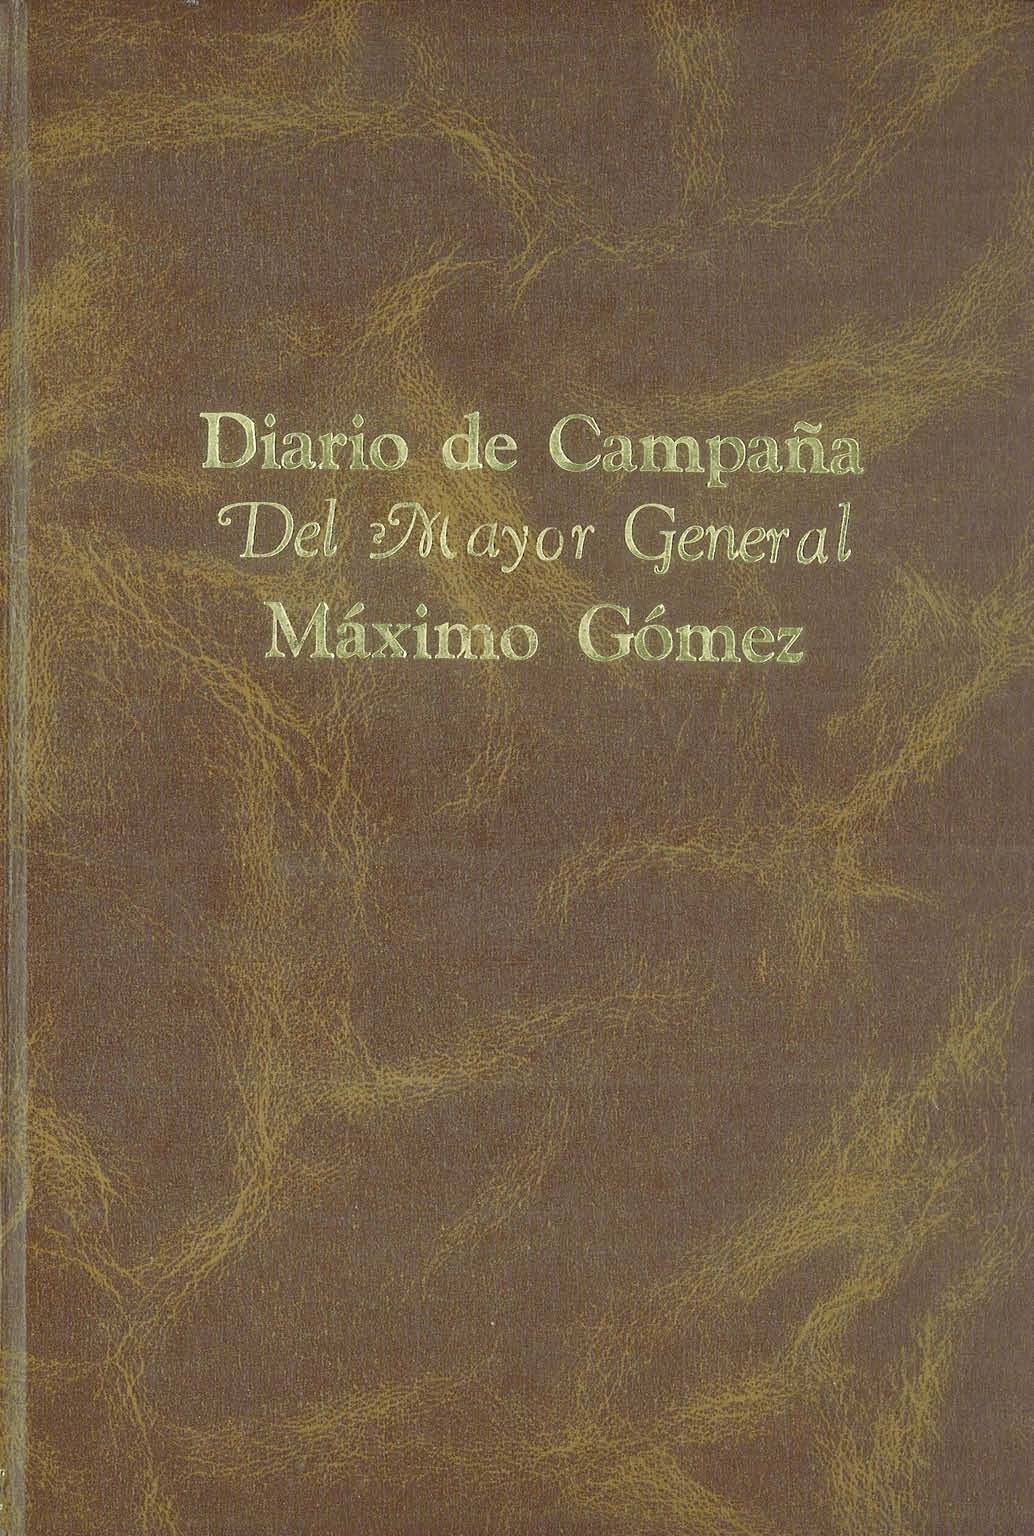 Diario de Campaña
Del Mayor General
Máximo Gómez